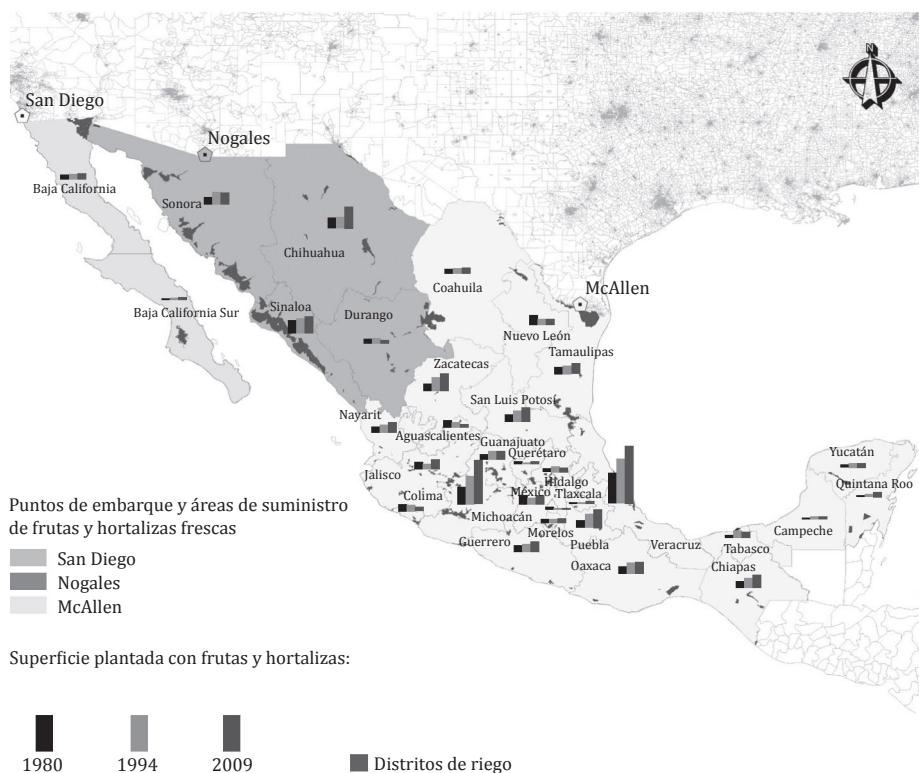 N
San Diego
Nogales
Baja California
Sonora
Chihuahua
Coahuila
McAllen
Baja California Sur
Sinaloa
Durango
Nuevo León
Tamaulipas
Zacatecas
San Luis Potosí
Nayarit
Aguascalientes
Guanajuato
Querétaro
Hidalgo
Yucatán
Quintana Roo
Jalisco
Colima
México
Tlaxcala
Michoacán
Morelos
Campeche
Guerrero
Puebla
Veracruz
Tabasco
Oaxaca
Chiapas
Puntos de embarque y áreas de suministro
de frutas y hortalizas frescas
San Diego
Nogales
McAllen
Superficie plantada con frutas y hortalizas:
1980 1994 2009 Distritos de riego